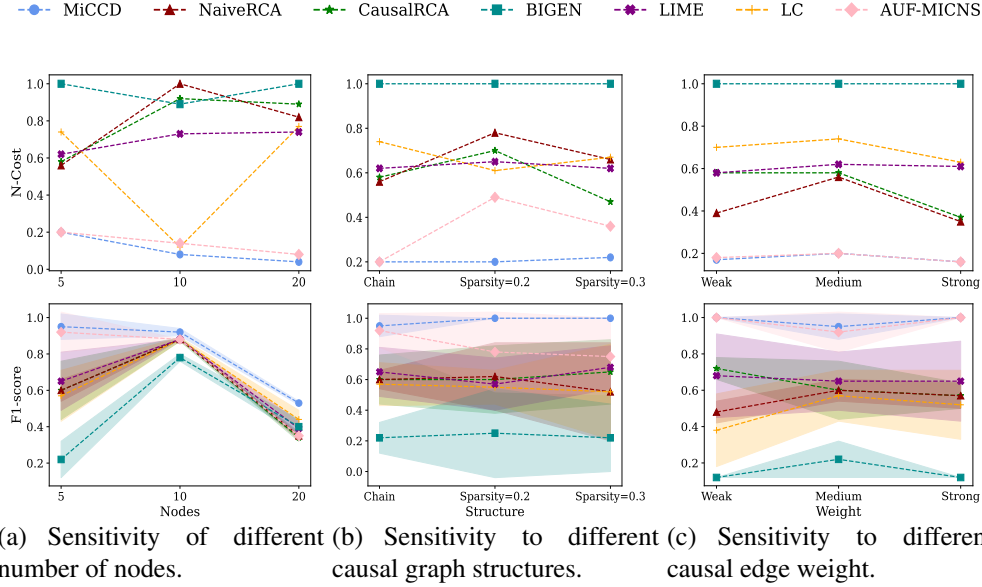 MiCCD NaiveRCA CausalRCA BIGEN LIME LC AUF-MICNS
N-Cost
1.0
0.8
0.6
0.4
0.2
0.0
5 10 20
1.0
0.8
0.6
0.4
0.2
Chain Sparsity=0.2 Sparsity=0.3
1.0
0.8
0.6
0.4
0.2
Weak Medium Strong
F1-score
1.0
0.8
0.6
0.4
0.2
5 10 20
Nodes
1.0
0.8
0.6
0.4
0.2
0.0
Chain Sparsity=0.2 Sparsity=0.3
Structure
1.0
0.8
0.6
0.4
0.2
Weak Medium Strong
Weight
(a) Sensitivity of different
number of nodes.
(b) Sensitivity to different
causal graph structures.
(c) Sensitivity to differen
causal edge weight.